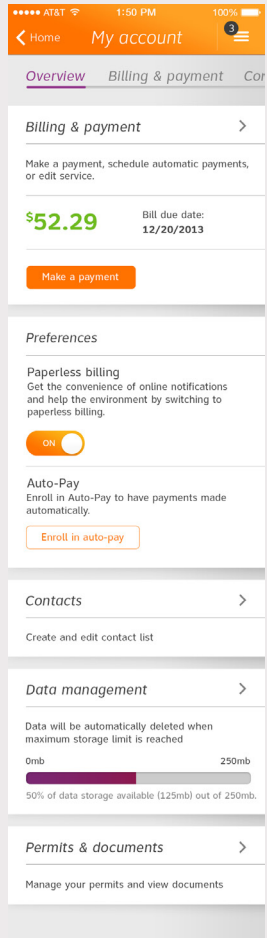 AT&T 1:50 PM 100%
Home My account 3
Overview Billing & payment Con
Billing & payment
Make a payment, schedule automatic payments,
or edit service.
$52.29
Bill due date:
12/20/2013
Make a payment
Preferences
Paperless billing
Get the convenience of online notifications
and help the environment by switching to
paperless billing.
ON
Auto-Pay
Enroll in Auto-Pay to have payments made
automatically.
Enroll in auto-pay
Contacts
Create and edit contact list
Data management
Data will be automatically deleted when
maximum storage limit is reached
0mb 250mb
50% of data storage available (125mb) out of 250mb.
Permits & documents
Manage your permits and view documents